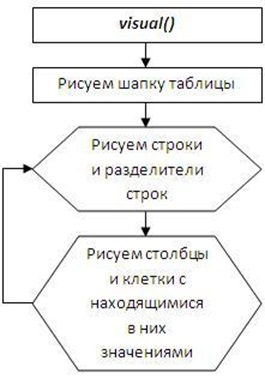 visual()
Рисуем шапку таблицы
Рисуем строки
и разделители
строк
Рисуем столбцы
и клетки с
находящимися
в них
значениями